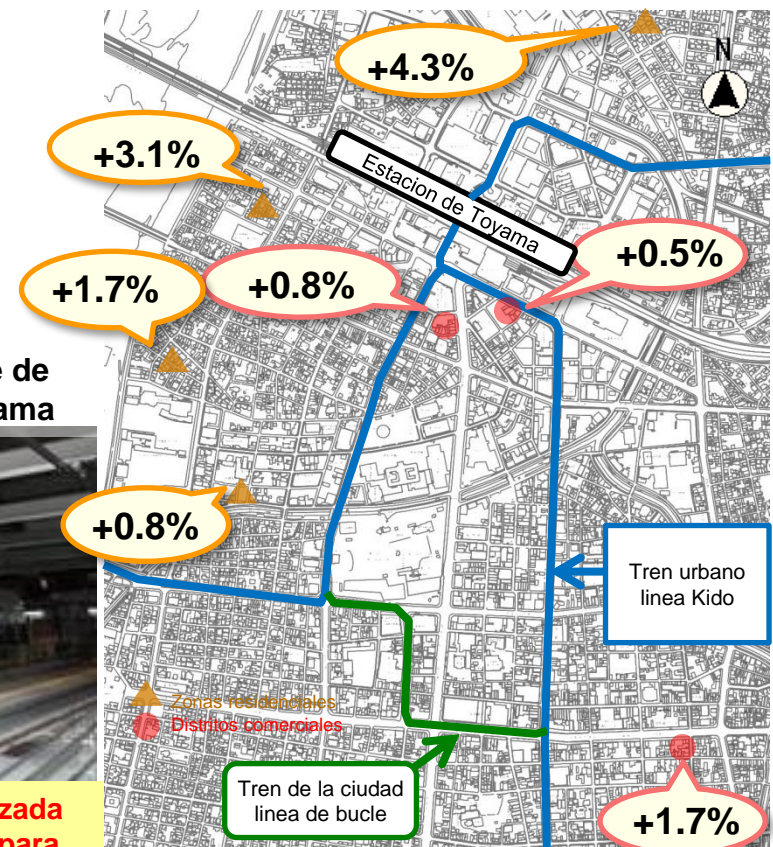 +4.3%
N
+3.1%
Estacion de Toyama
+0.5%
+0.8%
+1.7%
de
ama
+0.8%
Tren urbano
linea Kido
Zonas residenciales
Distritos comerciales
Tren de la ciudad
linea de bucle
zada
para
+1.7%